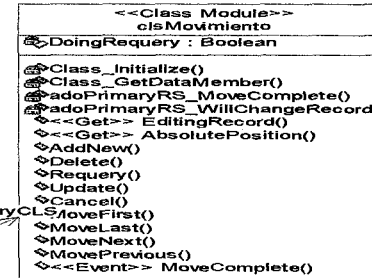 <<Class Module>>
clsMovimiento
DoingRequery : Boolean
Class_Initialize()
Class_GetDataMember()
adoPrimaryRS_MoveComplete()
adoPrimaryRS_WillChangeRecord
<<Get>> EditingRecord()
<<Get>> AbsolutePosition()
AddNew()
Delete()
Requery()
Update()
Cancel()
ryCLS
MoveFirst()
MoveLast()
MoveNext()
MovePrevious()
<<Event>> MoveComplete()